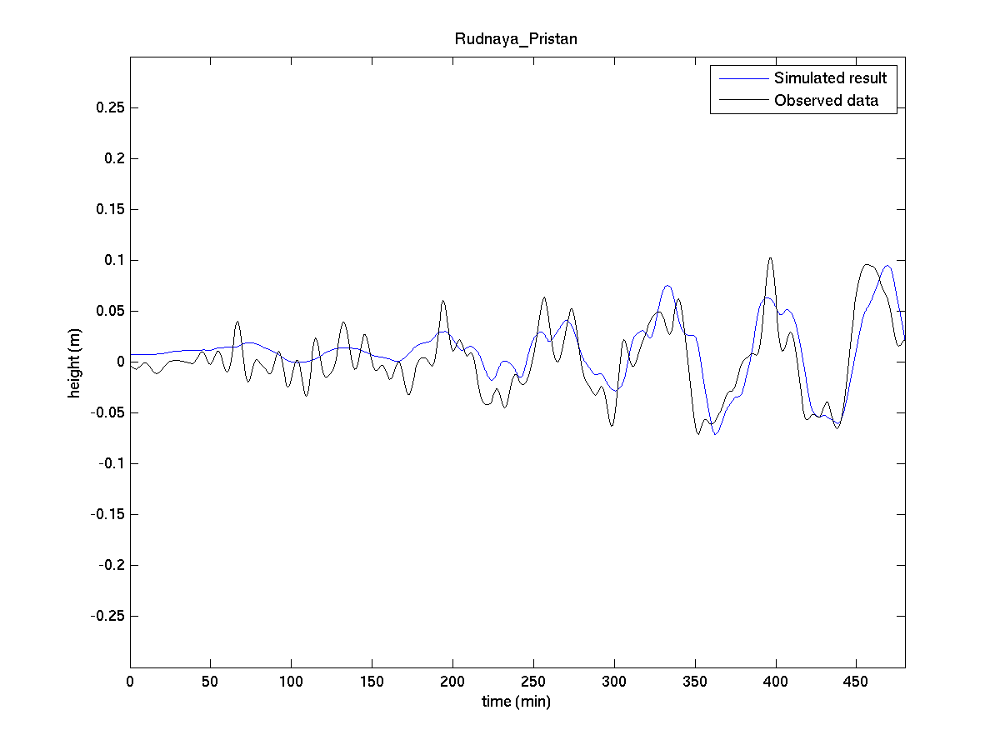 Rudnaya_Pristan
Simulated result
Observed data
0.25
0.2
0.15
0.1
0.05
0
-0.05
-0.1
-0.15
-0.2
-0.25
height (m)
0 50 100 150 200 250 300 350 400 450
time (min)